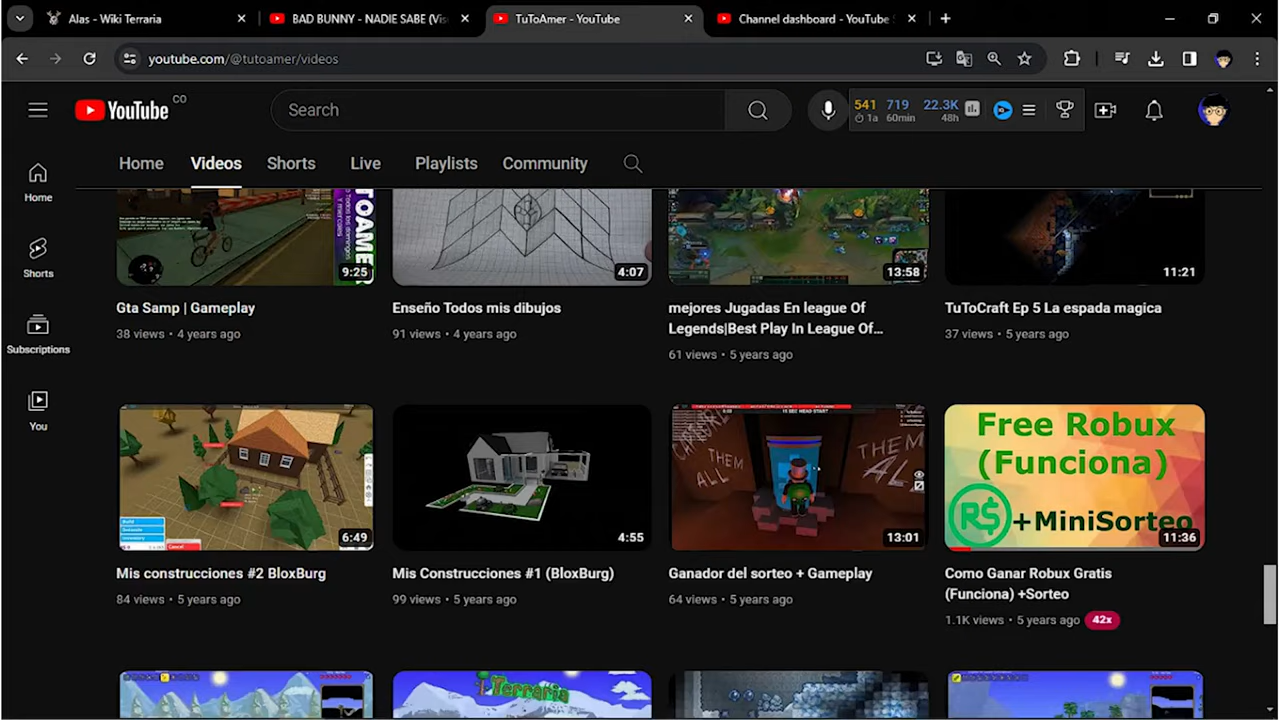 Alas - Wiki Terraria
BAD BUNNY - NADIE SABE (Vis
TuToAmer - YouTube
Channel dashboard - YouTube S
youtube.com/@tutoamer/videos
YouTube CO
Search
541 719 22.3K
1a 60min 48h
Home Videos Shorts Live Playlists Community
Home
Shorts
Subscriptions
You
9:25
4:07
13:58
11:21
Gta Samp | Gameplay
38 views • 4 years ago
Enseño Todos mis dibujos
91 views • 4 years ago
mejores Jugadas En league Of
Legends|Best Play In League Of...
61 views • 5 years ago
TuToCraft Ep 5 La espada magica
37 views • 5 years ago
6:49
4:55
THEM
ALL
THEM
13:01
Free Robux
(Funciona)
R$ +MiniSorteo
11:36
Mis construcciones #2 BloxBurg
84 views • 5 years ago
Mis Construcciones #1 (BloxBurg)
99 views • 5 years ago
Ganador del sorteo + Gameplay
64 views • 5 years ago
Como Ganar Robux Gratis
(Funciona) +Sorteo
1.1K views • 5 years ago 42x
Terraria